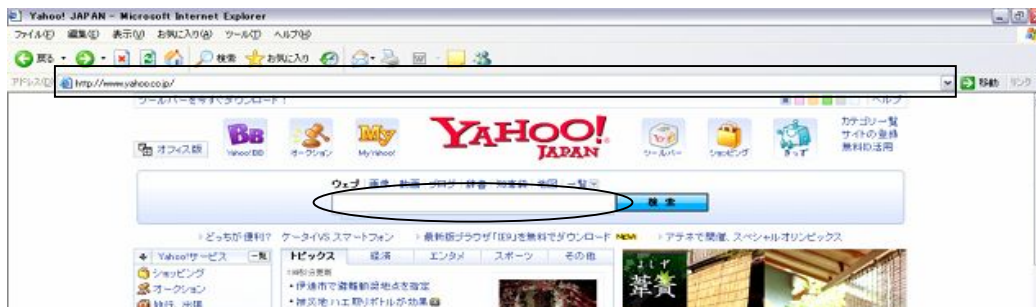 Yahoo! JAPAN - Microsoft Internet Explorer
ファイル(F) 編集(E) 表示(V) お気に入り(A) ツール(T) ヘルプ(H)
戻る 検索 お気に入り
アドレス(D) http://www.yahoo.co.jp/ 移動 リンク
ツールバーを今すぐダウンロード! ヘルプ
オフィス版 BB Yahoo!BB オークション My MyYahoo! YAHOO! JAPAN ツールバー ショッピング きっず
カテゴリ一覧
サイトの登録
無料ID活用
ウェブ 画像 動画 ブログ 辞書 知恵袋 地図 一覧
検索
どっちが便利? ケータイVSスマートフォン 最新版ブラウザ「IE9」を無料でダウンロード NEW アテネで開催、スペシャルオリンピックス
Yahoo!サービス 一覧
ショッピング
オークション
旅行、出張
トピックス 経済 エンタメ スポーツ その他
・伊達市で避難勧奨地点を指定
・被災地 ハエ取りボトルが効果
よしず
葦簀